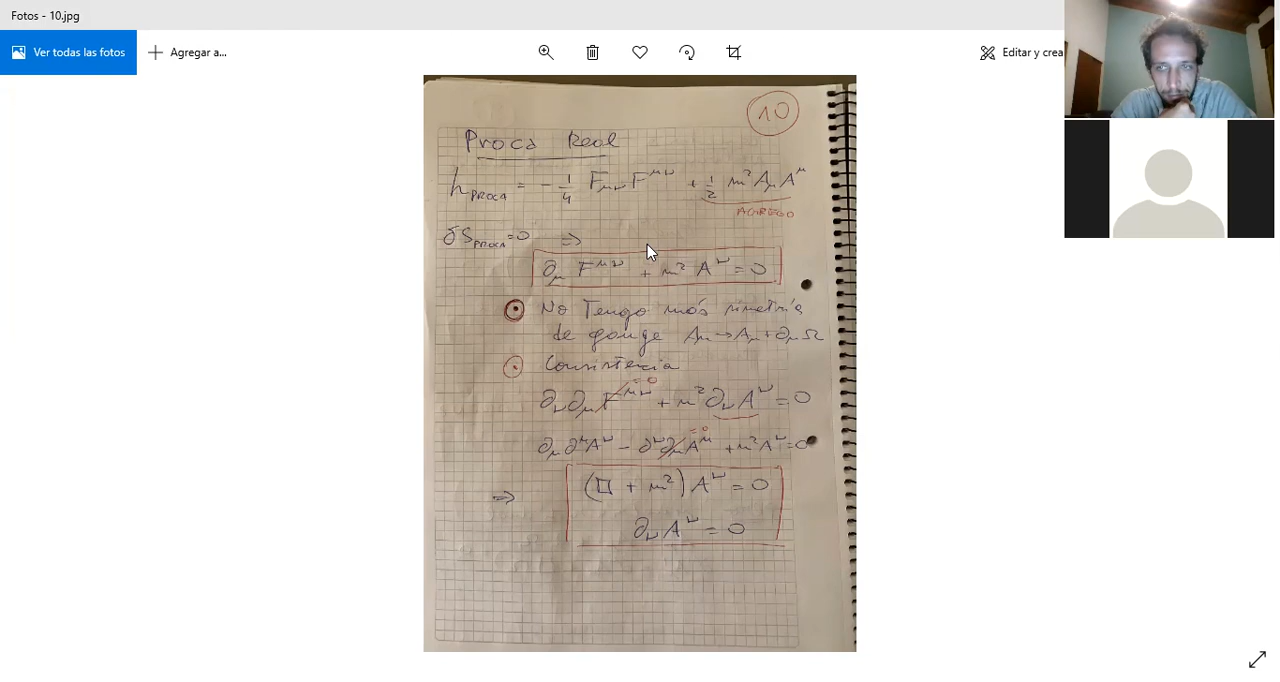 Fotos - 10.jpg
Ver todas las fotos
Agregar a...
Editar y crea
10
Proca Real
ℒ_PROCA = - 1/4 F_μν F^μν + 1/2 m² A_μ A^μ
AGREGO
δS_PROCA = 0 ⇒
∂_μ F^μν + m² A^ν = 0
No Tengo más simetría
de gauge A_μ → A_μ + ∂_μ Ω
Consistencia
= 0
∂_ν ∂_μ F^μν + m² ∂_ν A^ν = 0
= 0
∂_μ ∂^μ A^ν - ∂^ν ∂_μ A^μ + m² A^ν = 0
⇒ (□ + m²) A^ν = 0
∂_ν A^ν = 0